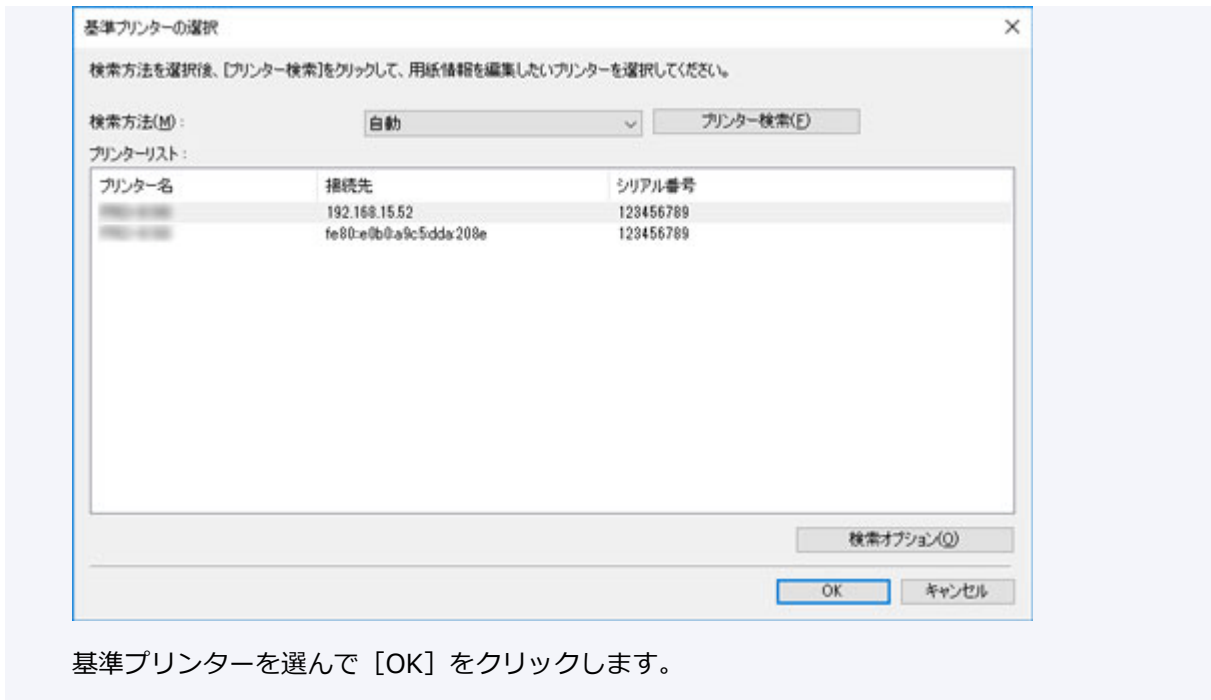 基準プリンターの選択
検索方法を選択後、[プリンター検索]をクリックして、用紙情報を編集したいプリンターを選択してください。
検索方法(M): 自動 プリンター検索(F)
プリンターリスト:
プリンター名 接続先 シリアル番号
192.168.15.52 123456789
fe80::e0b0:a9c5:dda:208e 123456789
検索オプション(O)
OK キャンセル
基準プリンターを選んで[OK]をクリックします。